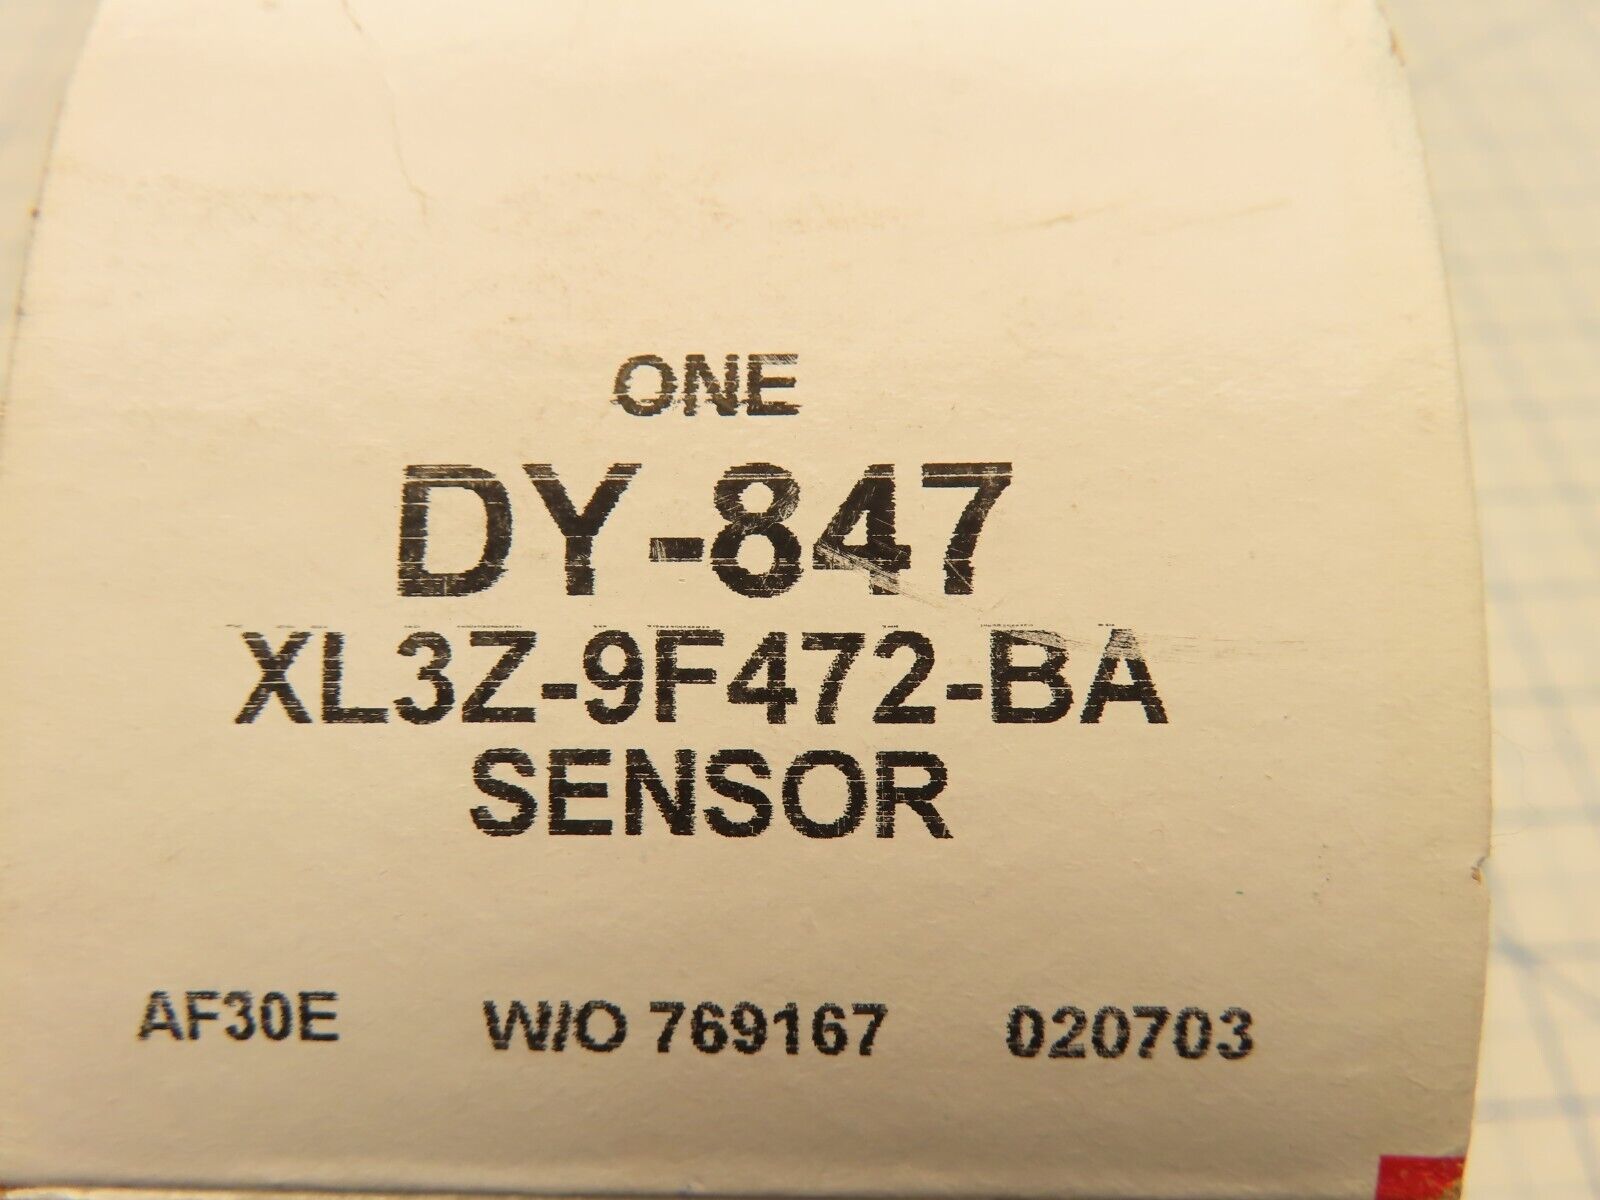 ONE
DY-847
XL3Z-9F472-BA
SENSOR
AF30E W/O 769167 020703